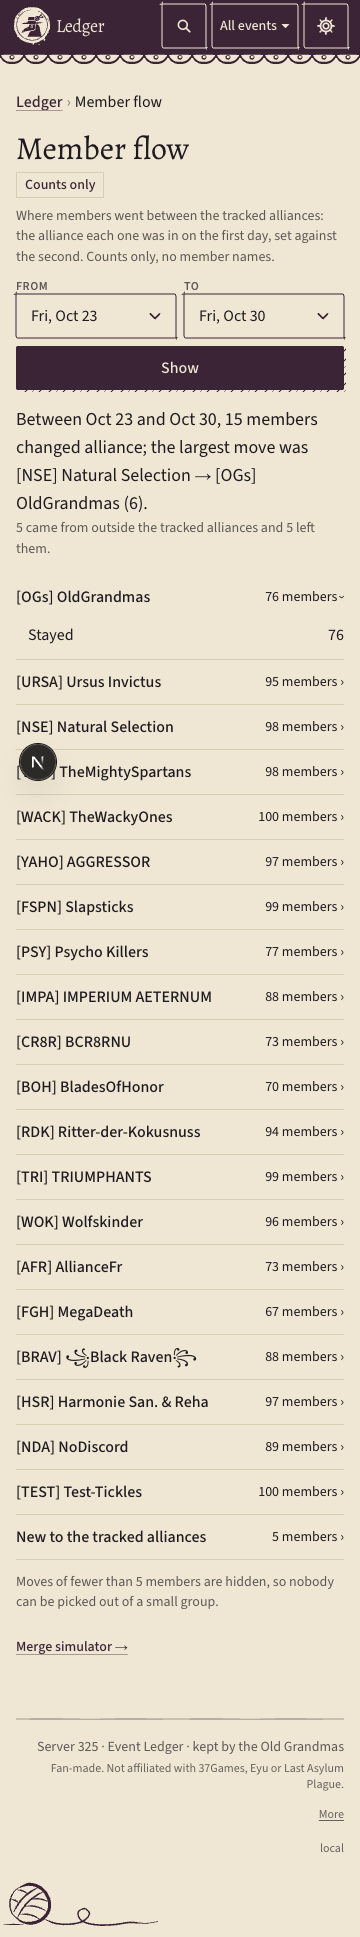 Ledger
All events
Ledger › Member flow
Member flow
Counts only
Where members went between the tracked alliances:
the alliance each one was in on the first day, set against
the second. Counts only, no member names.
FROM
TO
Fri, Oct 23
Fri, Oct 30
Show
Between Oct 23 and Oct 30, 15 members
changed alliance; the largest move was
[NSE] Natural Selection → [OGs]
OldGrandmas (6).
5 came from outside the tracked alliances and 5 left
them.
[OGs] OldGrandmas 76 members
Stayed 76
[URSA] Ursus Invictus 95 members ›
[NSE] Natural Selection 98 members ›
N
TheMightySpartans 98 members ›
[WACK] TheWackyOnes 100 members ›
[YAHO] AGGRESSOR 97 members ›
[FSPN] Slapsticks 99 members ›
[PSY] Psycho Killers 77 members ›
[IMPA] IMPERIUM AETERNUM 88 members ›
[CR8R] BCR8RNU 73 members ›
[BOH] BladesOfHonor 70 members ›
[RDK] Ritter-der-Kokusnuss 94 members ›
[TRI] TRIUMPHANTS 99 members ›
[WOK] Wolfskinder 96 members ›
[AFR] AllianceFr 73 members ›
[FGH] MegaDeath 67 members ›
[BRAV] ꧁Black Raven꧂ 88 members ›
[HSR] Harmonie San. & Reha 97 members ›
[NDA] NoDiscord 89 members ›
[TEST] Test-Tickles 100 members ›
New to the tracked alliances 5 members ›
Moves of fewer than 5 members are hidden, so nobody
can be picked out of a small group.
Merge simulator →
Server 325 · Event Ledger · kept by the Old Grandmas
Fan-made. Not affiliated with 37Games, Eyu or Last Asylum
Plague.
More
local